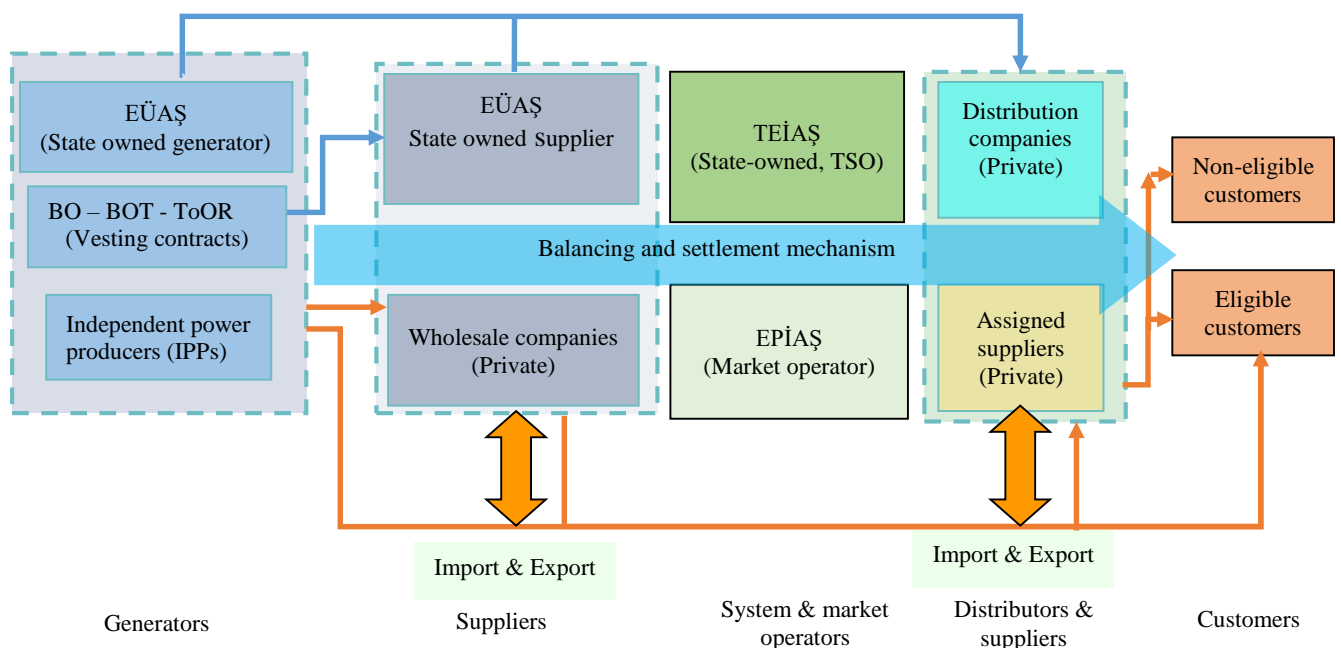 EÜAŞ
(State owned generator)
BO – BOT - ToOR
(Vesting contracts)
Independent power
producers (IPPs)
EÜAŞ
State owned Supplier
Wholesale companies
(Private)
TEİAŞ
(State-owned, TSO)
Balancing and settlement mechanism
EPİAŞ
(Market operator)
Distribution
companies
(Private)
Assigned
suppliers
(Private)
Non-eligible
customers
Eligible
customers
Import & Export
Import & Export
Generators
Suppliers
System & market
operators
Distributors &
suppliers
Customers